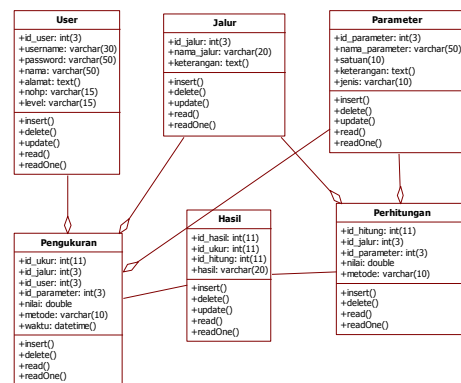 User
+id_user: int(3)
+username: varchar(30)
+password: varchar(50)
+nama: varchar(50)
+alamat: text()
+nohp: varchar(15)
+level: varchar(15)
+insert()
+delete()
+update()
+read()
+readOne()
Jalur
+id_jalur: int(3)
+nama_jalur: varchar(20)
+keterangan: text()
+insert()
+delete()
+update()
+read()
+readOne()
Parameter
+id_parameter: int(3)
+nama_parameter: varchar(50)
+satuan(10)
+keterangan: text()
+jenis: varchar(10)
+insert()
+delete()
+update()
+read()
+readOne()
Pengukuran
+id_ukur: int(11)
+id_jalur: int(3)
+id_user: int(3)
+id_parameter: int(3)
+nilai: double
+metode: varchar(10)
+waktu: datetime()
+insert()
+delete()
+read()
+readOne()
Hasil
+id_hasil: int(11)
+id_ukur: int(11)
+id_hitung: int(11)
+hasil: varchar(20)
+insert()
+delete()
+update()
+read()
+readOne()
Perhitungan
+id_hitung: int(11)
+id_jalur: int(3)
+id_parameter: int(3)
+nilai: double
+metode: varchar(10)
+insert()
+delete()
+update()
+read()
+readOne()